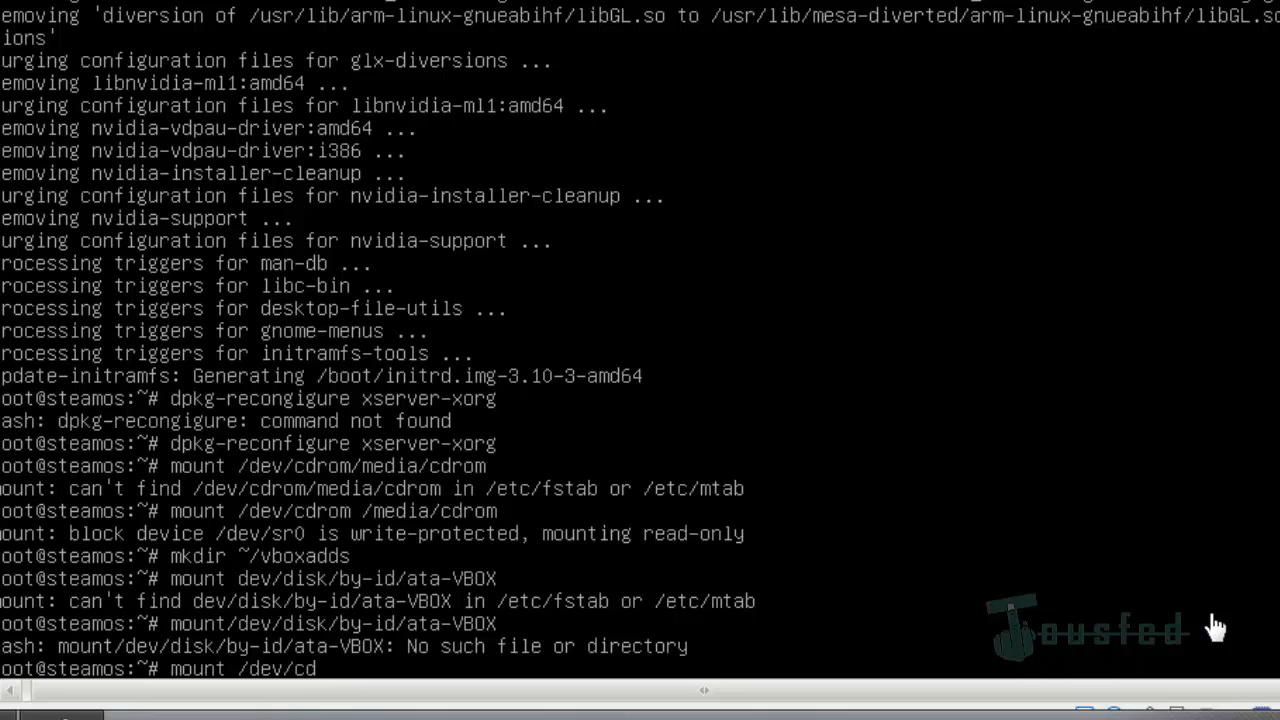 emoving 'diversion of /usr/lib/arm-linux-gnueabihf/libGL.so to /usr/lib/mesa-diverted/arm-linux-gnueabihf/libGL.so
ions'
urging configuration files for glx-diversions ...
emoving libnvidia-ml1:amd64 ...
urging configuration files for libnvidia-ml1:amd64 ...
emoving nvidia-vdpau-driver:amd64 ...
emoving nvidia-vdpau-driver:i386 ...
emoving nvidia-installer-cleanup ...
urging configuration files for nvidia-installer-cleanup ...
emoving nvidia-support ...
urging configuration files for nvidia-support ...
rocessing triggers for man-db ...
rocessing triggers for libc-bin ...
rocessing triggers for desktop-file-utils ...
rocessing triggers for gnome-menus ...
rocessing triggers for initramfs-tools ...
pdate-initramfs: Generating /boot/initrd.img-3.10-3-amd64
oot@steamos:~# dpkg-recongigure xserver-xorg
ash: dpkg-recongigure: command not found
oot@steamos:~# dpkg-reconfigure xserver-xorg
oot@steamos:~# mount /dev/cdrom/media/cdrom
ount: can't find /dev/cdrom/media/cdrom in /etc/fstab or /etc/mtab
oot@steamos:~# mount /dev/cdrom /media/cdrom
ount: block device /dev/sr0 is write-protected, mounting read-only
oot@steamos:~# mkdir ~/vboxadds
oot@steamos:~# mount dev/disk/by-id/ata-VBOX
ount: can't find dev/disk/by-id/ata-VBOX in /etc/fstab or /etc/mtab
oot@steamos:~# mount/dev/disk/by-id/ata-VBOX
ash: mount/dev/disk/by-id/ata-VBOX: No such file or directory
oot@steamos:~# mount /dev/cd
Tousfed